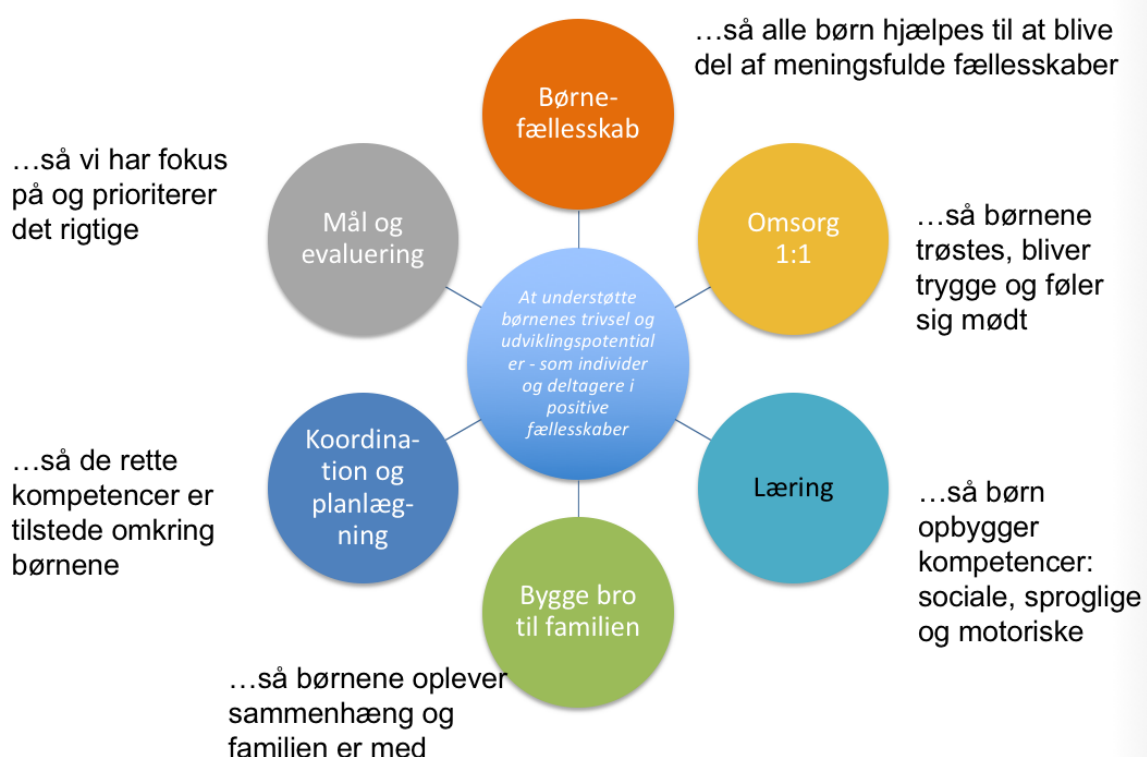 …så alle børn hjælpes til at blive
del af meningsfulde fællesskaber
Børne-
fællesskab
…så vi har fokus
på og prioriterer
det rigtige
Mål og
evaluering
Omsorg
1:1
…så børnene
trøstes, bliver
trygge og føler
sig mødt
At understøtte
børnenes trivsel og
udviklingspotential
er - som individer
og deltagere i
positive
fællesskaber
…så de rette
kompetencer er
tilstede omkring
børnene
Koordina-
tion og
planlæg-
ning
Læring
…så børn
opbygger
kompetencer:
sociale, sproglige
og motoriske
Bygge bro
til familien
…så børnene oplever
sammenhæng og
familien er med